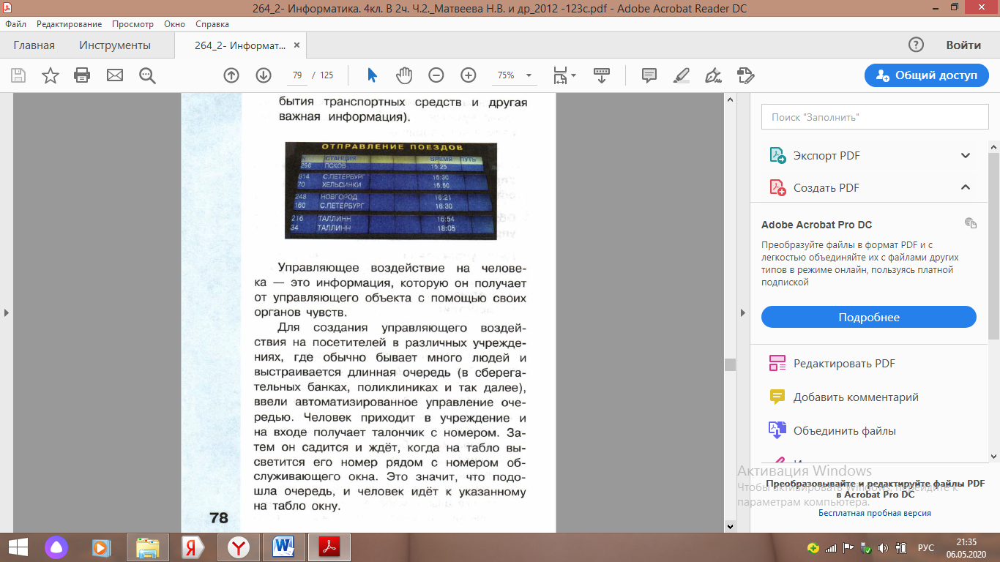 264_2- Информатика. 4кл. В 2ч. Ч.2._Матвеева Н.В. и др_2012 -123с.pdf - Adobe Acrobat Reader DC
Файл Редактирование Просмотр Окно Справка
Главная Инструменты 264_2- Информат... × Войти
79 / 125 75% Общий доступ
бытия транспортных средств и другая
важная информация).
ОТПРАВЛЕНИЕ ПОЕЗДОВ
N СТАНЦИЯ ВРЕМЯ ПУТЬ
296 ПСКОВ 15:25
614 С.ПЕТЕРБУРГ 15:30
70 ХЕЛЬСИНКИ 15:50
248 НОВГОРОД 16:21
160 С.ПЕТЕРБУРГ 16:30
216 ТАЛЛИНН 16:54
34 ТАЛЛИНН 18:05
Управляющее воздействие на челове-
ка — это информация, которую он получает
от управляющего объекта с помощью своих
органов чувств.
Для создания управляющего воздей-
ствия на посетителей в различных учрежде-
ниях, где обычно бывает много людей и
выстраивается длинная очередь (в сберега-
тельных банках, поликлиниках и так далее),
ввели автоматизированное управление оче-
редью. Человек приходит в учреждение и
на входе получает талончик с номером. За-
тем он садится и ждёт, когда на табло вы-
светится его номер рядом с номером об-
служивающего окна. Это значит, что подо-
шла очередь, и человек идёт к указанному
на табло окну.
78
Поиск "Заполнить"
Экспорт PDF
Создать PDF
Adobe Acrobat Pro DC
Преобразуйте файлы в формат PDF и с
легкостью объединяйте их с файлами других
типов в режиме онлайн, пользуясь платной
подпиской
Подробнее
Редактировать PDF
Добавить комментарий
Объединить файлы
Активация Windows
Чтобы активировать Windows, перейдите к
параметрам компьютера.
Преобразовывайте и редактируйте файлы PDF
в Acrobat Pro DC
Бесплатная пробная версия
РУС
21:35
06.05.2020